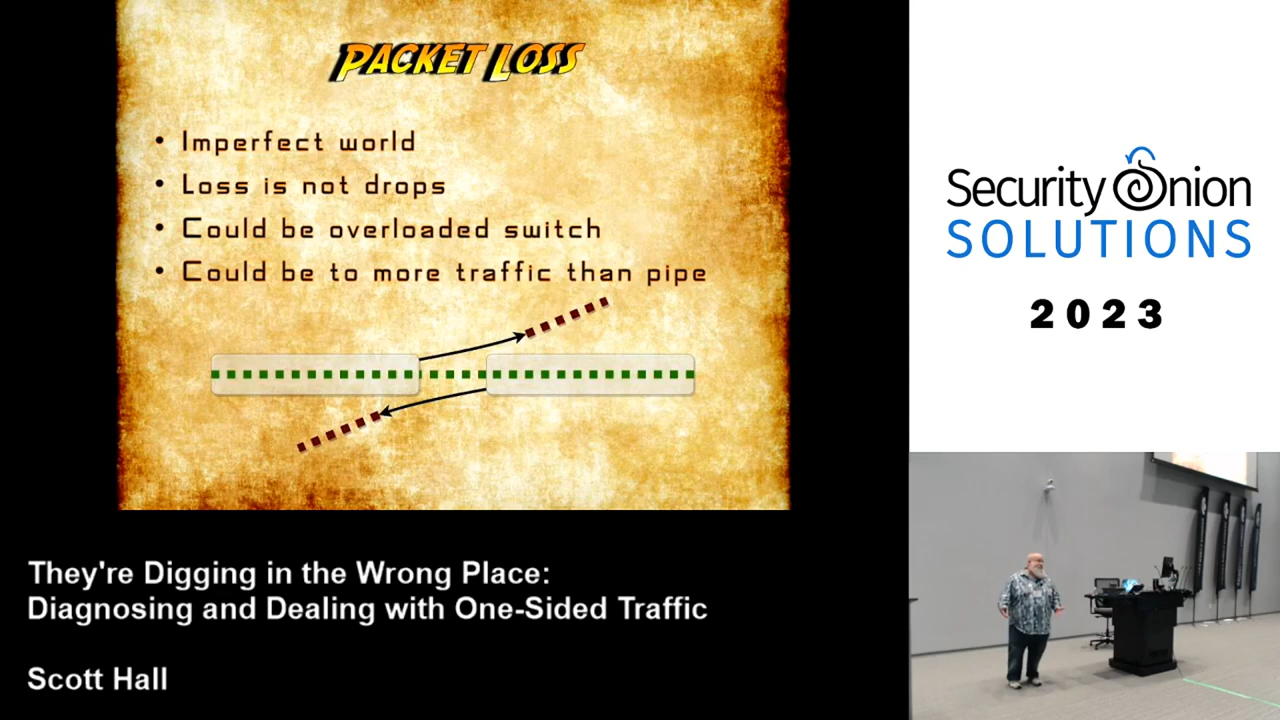 Packet Loss
• Imperfect world
• Loss is not drops
• Could be overloaded switch
• Could be to more traffic than pipe
They're Digging in the Wrong Place:
Diagnosing and Dealing with One-Sided Traffic
Scott Hall
Security Onion
SOLUTIONS
2023